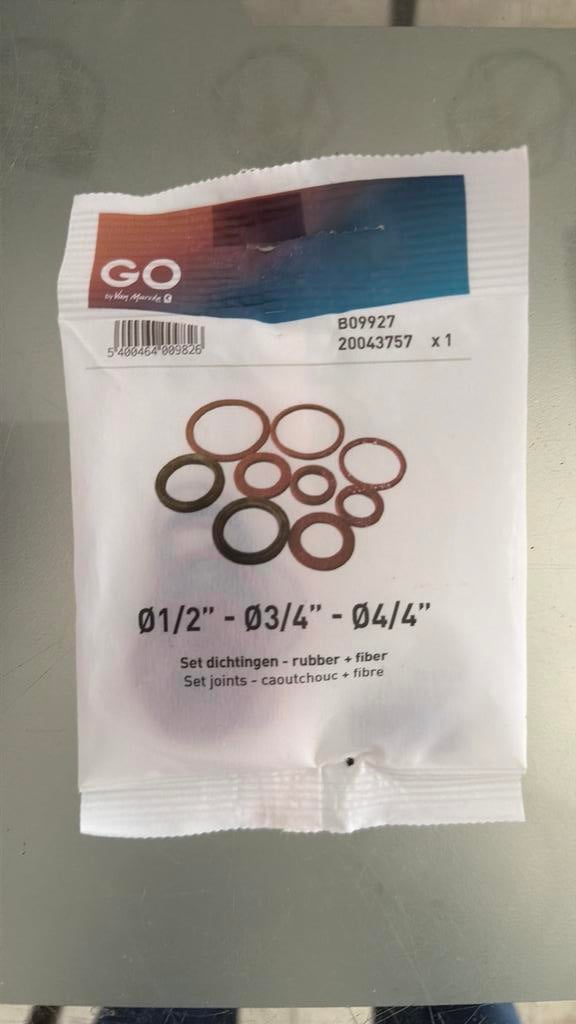 GO
by Van Marcke
5 400464 009826
B09927
20043757 x 1
Ø1/2” - Ø3/4” - Ø4/4”
Set dichtingen - rubber + fiber
Set joints - caoutchouc + fibre